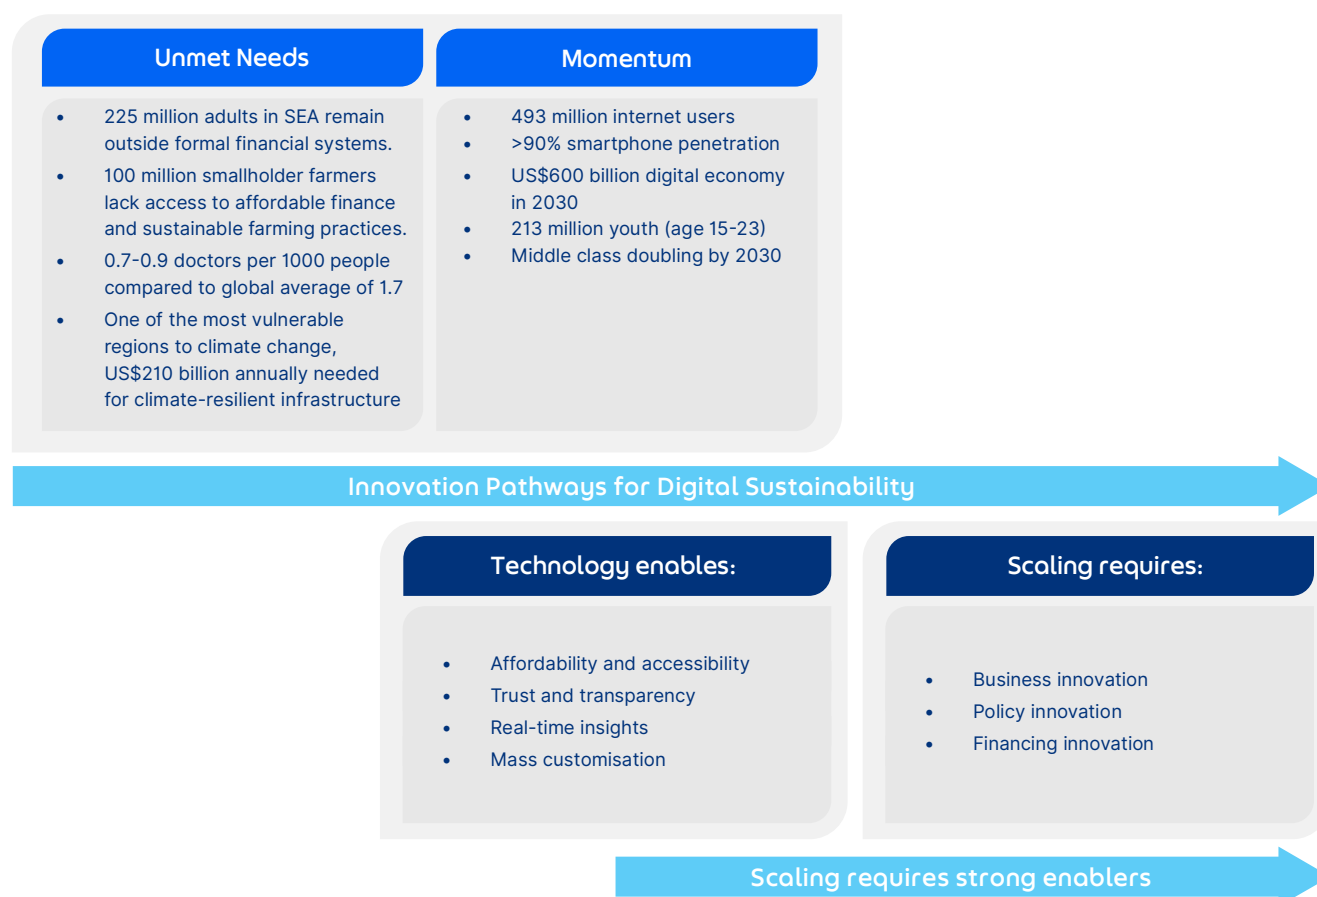 Unmet Needs
• 225 million adults in SEA remain
outside formal financial systems.
• 100 million smallholder farmers
lack access to affordable finance
and sustainable farming practices.
• 0.7-0.9 doctors per 1000 people
compared to global average of 1.7
• One of the most vulnerable
regions to climate change,
US$210 billion annually needed
for climate-resilient infrastructure
Momentum
• 493 million internet users
• >90% smartphone penetration
• US$600 billion digital economy
in 2030
• 213 million youth (age 15-23)
• Middle class doubling by 2030
Innovation Pathways for Digital Sustainability
Technology enables:
• Affordability and accessibility
• Trust and transparency
• Real-time insights
• Mass customisation
Scaling requires:
• Business innovation
• Policy innovation
• Financing innovation
Scaling requires strong enablers